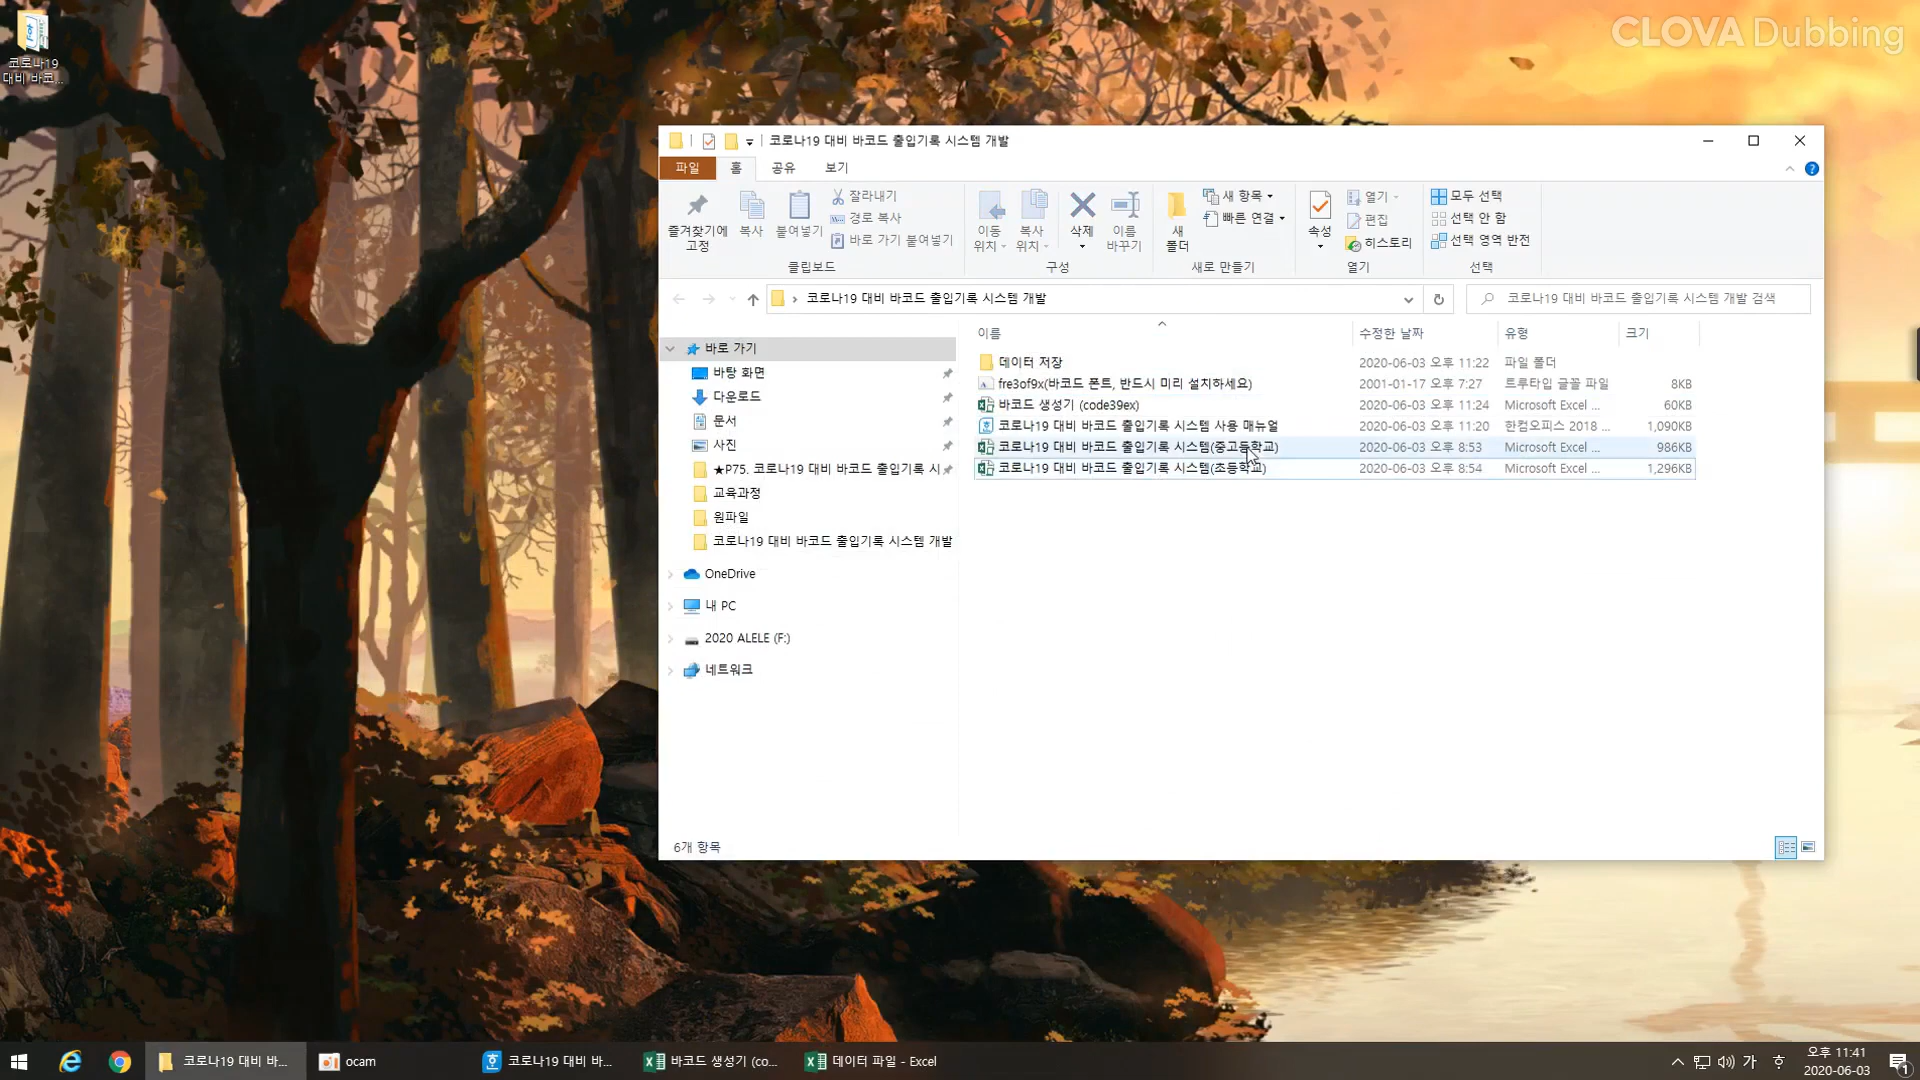 CLOVA Dubbing
코로나19
대비 바코...
코로나19 대비 바코드 출입기록 시스템 개발
파일
홈
공유
보기
즐겨찾기에
고정
복사
붙여넣기
잘라내기
경로 복사
바로 가기 붙여넣기
클립보드
이동
위치
복사
위치
삭제
이름
바꾸기
구성
새
폴더
새 항목
빠른 연결
새로 만들기
속성
열기
편집
히스토리
열기
모두 선택
선택 안 함
선택 영역 반전
선택
코로나19 대비 바코드 출입기록 시스템 개발
코로나19 대비 바코드 출입기록 시스템 개발 검색
바로 가기
바탕 화면
다운로드
문서
사진
★P75. 코로나19 대비 바코드 출입기록 시
교육과정
원파일
코로나19 대비 바코드 출입기록 시스템 개발
OneDrive
내 PC
2020 ALELE (F:)
네트워크
이름 수정한 날짜 유형 크기
데이터 저장 2020-06-03 오후 11:22 파일 폴더
fre3of9x(바코드 폰트, 반드시 미리 설치하세요) 2001-01-17 오후 7:27 트루타입 글꼴 파일 8KB
바코드 생성기 (code39ex) 2020-06-03 오후 11:24 Microsoft Excel ... 60KB
코로나19 대비 바코드 출입기록 시스템 사용 매뉴얼 2020-06-03 오후 11:20 한컴오피스 2018 ... 1,090KB
코로나19 대비 바코드 출입기록 시스템(중고등학교) 2020-06-03 오후 8:53 Microsoft Excel ... 986KB
코로나19 대비 바코드 출입기록 시스템(초등학교) 2020-06-03 오후 8:54 Microsoft Excel ... 1,296KB
6개 항목
코로나19 대비 바...
ocam
코로나19 대비 바...
바코드 생성기 (co...
데이터 파일 - Excel
가
오후 11:41
2020-06-03
1